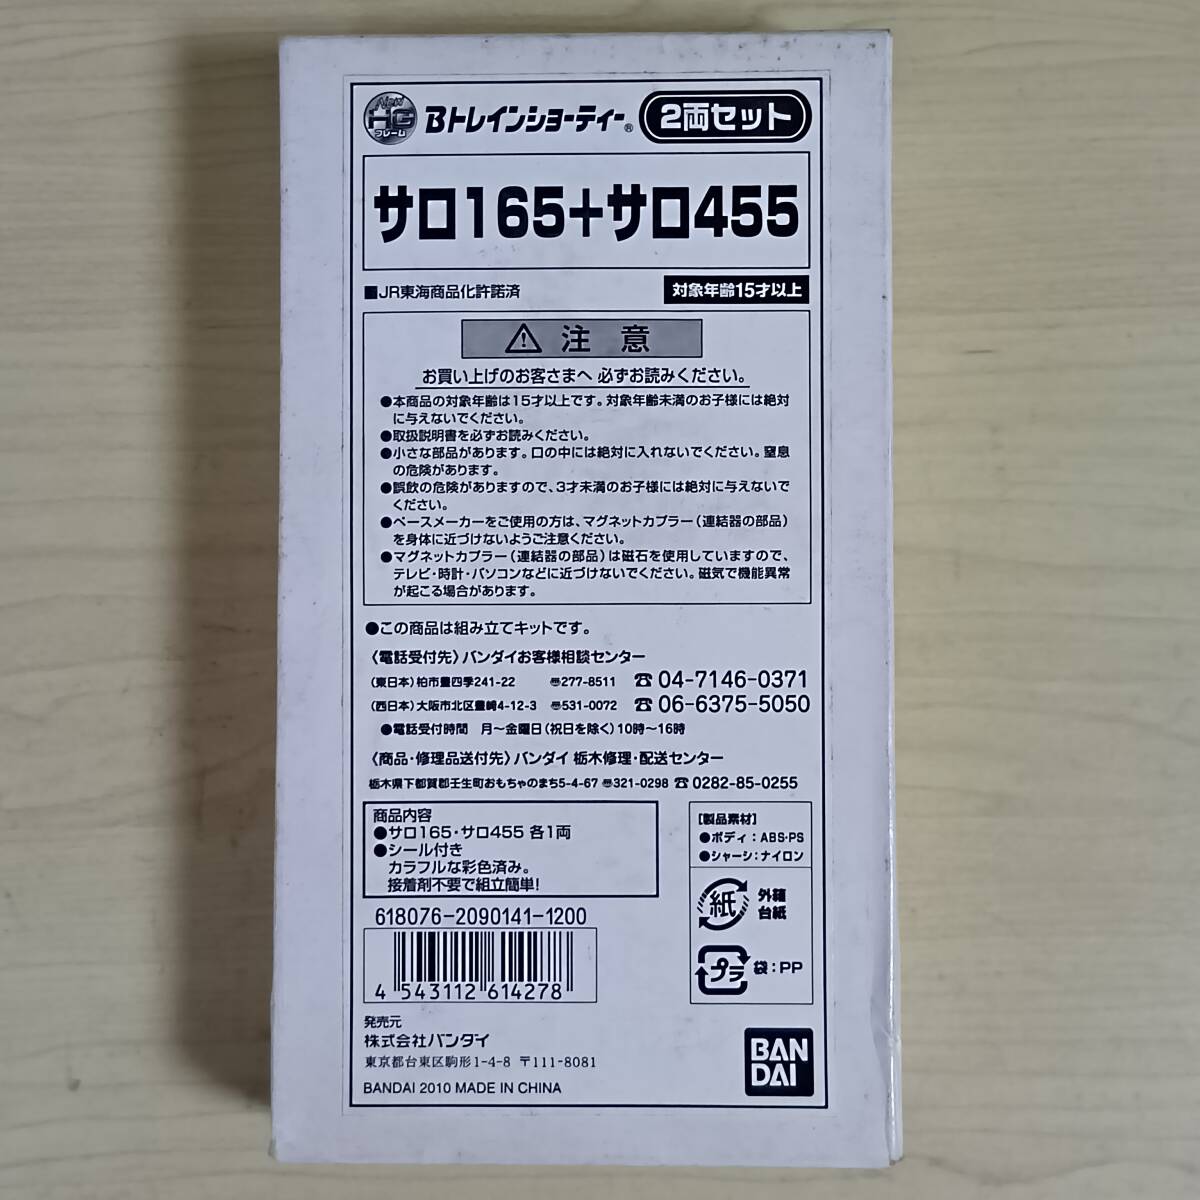 New HG フレーム Bトレインショーティー® 2両セット
サロ165+サロ455
■JR東海商品化許諾済 対象年齢15才以上
⚠ 注意
お買い上げのお客さまへ 必ずお読みください。
●本商品の対象年齢は15才以上です。対象年齢未満のお子様には絶対
に与えないでください。
●取扱説明書を必ずお読みください。
●小さな部品があります。口の中には絶対に入れないでください。窒息
の危険があります。
●誤飲の危険がありますので、3才未満のお子様には絶対に与えないで
ください。
●ペースメーカーをご使用の方は、マグネットカプラー(連結器の部品)
を身体に近づけないようご注意ください。
●マグネットカプラー(連結器の部品)は磁石を使用していますので、
テレビ・時計・パソコンなどに近づけないでください。磁気で機能異常
が起こる場合があります。
●この商品は組み立てキットです。
〈電話受付先〉バンダイお客様相談センター
(東日本)柏市豊四季241-22 〠277-8511 ☎04-7146-0371
(西日本)大阪市北区豊崎4-12-3 〠531-0072 ☎06-6375-5050
●電話受付時間 月〜金曜日(祝日を除く)10時〜16時
〈商品・修理品送付先〉バンダイ 栃木修理・配送センター
栃木県下都賀郡壬生町おもちゃのまち5-4-67 〠321-0298 ☎0282-85-0255
商品内容
●サロ165・サロ455 各1両
●シール付き
カラフルな彩色済み。
接着剤不要で組立簡単!
【製品素材】
●ボディ:ABS・PS
●シャーシ:ナイロン
紙 外箱
台紙
プラ 袋:PP
618076-2090141-1200
4 543112 614278
発売元
株式会社バンダイ
東京都台東区駒形1-4-8 〒111-8081
BANDAI 2010 MADE IN CHINA
BAN
DAI